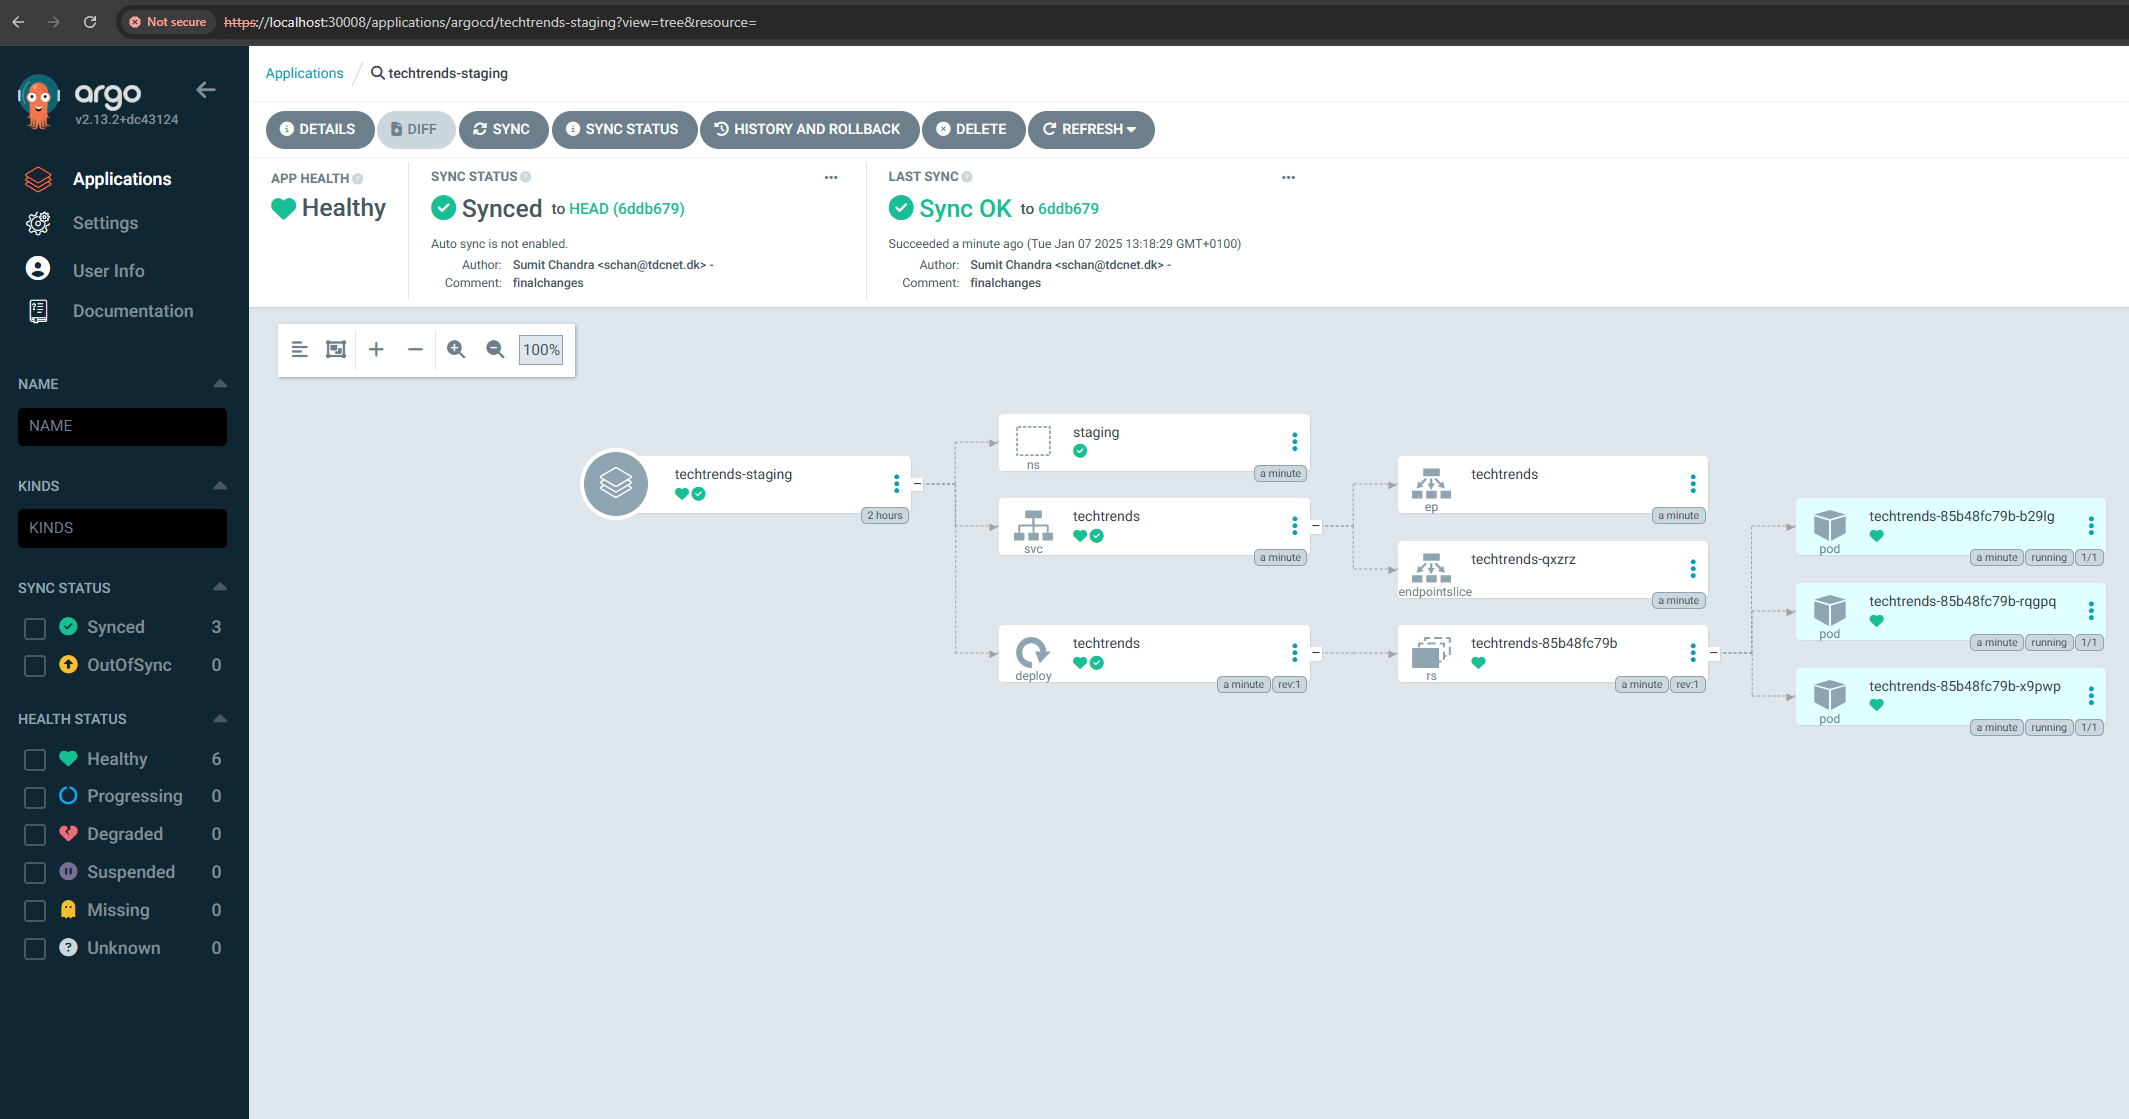 Not secure https://localhost:30008/applications/argocd/techtrends-staging?view=tree&resource=
argo
v2.13.2+dc43124
Applications
Settings
User Info
Documentation
NAME
NAME
KINDS
KINDS
SYNC STATUS
Synced 3
OutOfSync 0
HEALTH STATUS
Healthy 6
Progressing 0
Degraded 0
Suspended 0
Missing 0
Unknown 0
Applications / techtrends-staging
DETAILS DIFF SYNC SYNC STATUS HISTORY AND ROLLBACK DELETE REFRESH
APP HEALTH
Healthy
SYNC STATUS
Synced to HEAD (6ddb679)
Auto sync is not enabled.
Author: Sumit Chandra <schan@tdcnet.dk> -
Comment: finalchanges
LAST SYNC
Sync OK to 6ddb679
Succeeded a minute ago (Tue Jan 07 2025 13:18:29 GMT+0100)
Author: Sumit Chandra <schan@tdcnet.dk> -
Comment: finalchanges
100%
techtrends-staging
2 hours
staging
ns
a minute
techtrends
svc
a minute
techtrends
deploy
a minute rev:1
techtrends
ep
a minute
techtrends-qxzrz
endpointslice
a minute
techtrends-85b48fc79b
rs
a minute rev:1
techtrends-85b48fc79b-b29lg
pod
a minute running 1/1
techtrends-85b48fc79b-rqgpq
pod
a minute running 1/1
techtrends-85b48fc79b-x9pwp
pod
a minute running 1/1